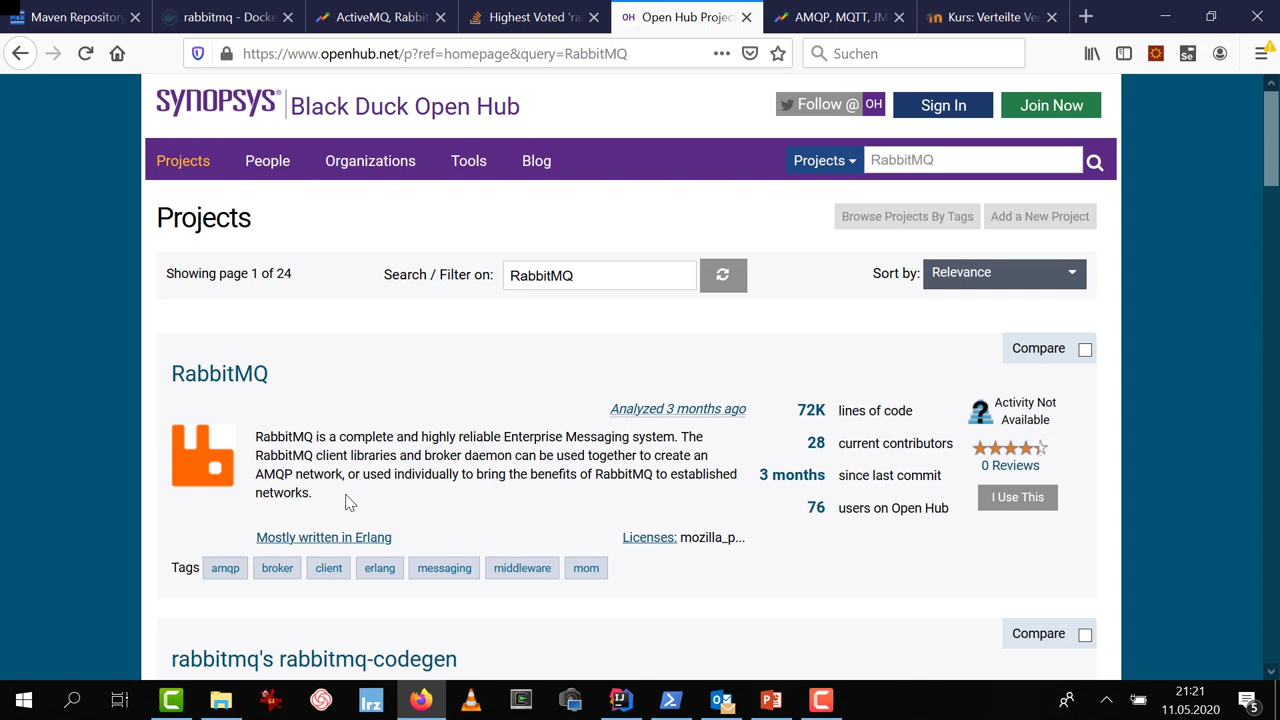 Maven Repository
rabbitmq - Docke
ActiveMQ, Rabbit
Highest Voted 'ra
OH Open Hub Project
AMQP, MQTT, JM
Kurs: Verteilte Ve
https://www.openhub.net/p?ref=homepage&query=RabbitMQ
Suchen
SYNOPSYS Black Duck Open Hub
Follow @ OH
Sign In
Join Now
Projects People Organizations Tools Blog
Projects RabbitMQ
Projects
Browse Projects By Tags
Add a New Project
Showing page 1 of 24
Search / Filter on: RabbitMQ
Sort by: Relevance
Compare
RabbitMQ
Analyzed 3 months ago
RabbitMQ is a complete and highly reliable Enterprise Messaging system. The
RabbitMQ client libraries and broker daemon can be used together to create an
AMQP network, or used individually to bring the benefits of RabbitMQ to established
networks.
Mostly written in Erlang
Licenses: mozilla_p...
72K lines of code
28 current contributors
3 months since last commit
76 users on Open Hub
Activity Not
Available
0 Reviews
I Use This
Tags amqp broker client erlang messaging middleware mom
Compare
rabbitmq's rabbitmq-codegen
lrz
21:21
11.05.2020
5